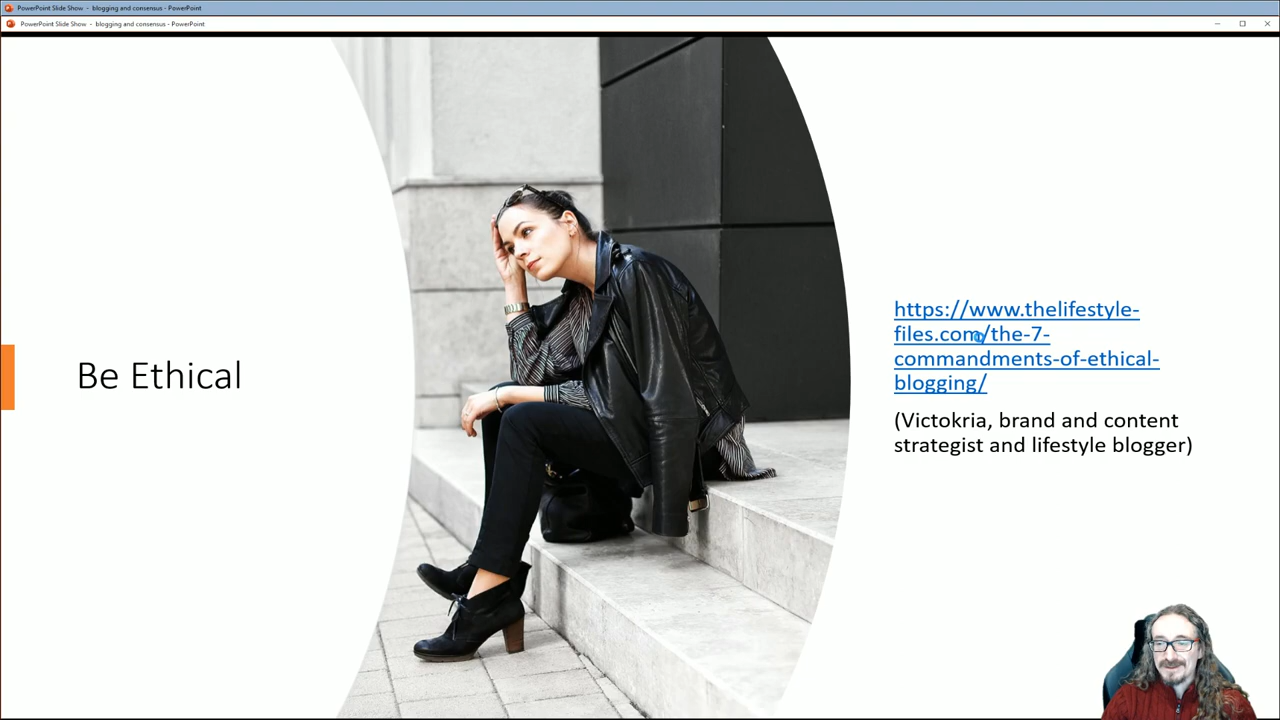 PowerPoint Slide Show - blogging and consensus - PowerPoint
PowerPoint Slide Show - blogging and consensus - PowerPoint
Be Ethical
https://www.thelifestyle-
files.com/the-7-
commandments-of-ethical-
blogging/
(Victokria, brand and content
strategist and lifestyle blogger)